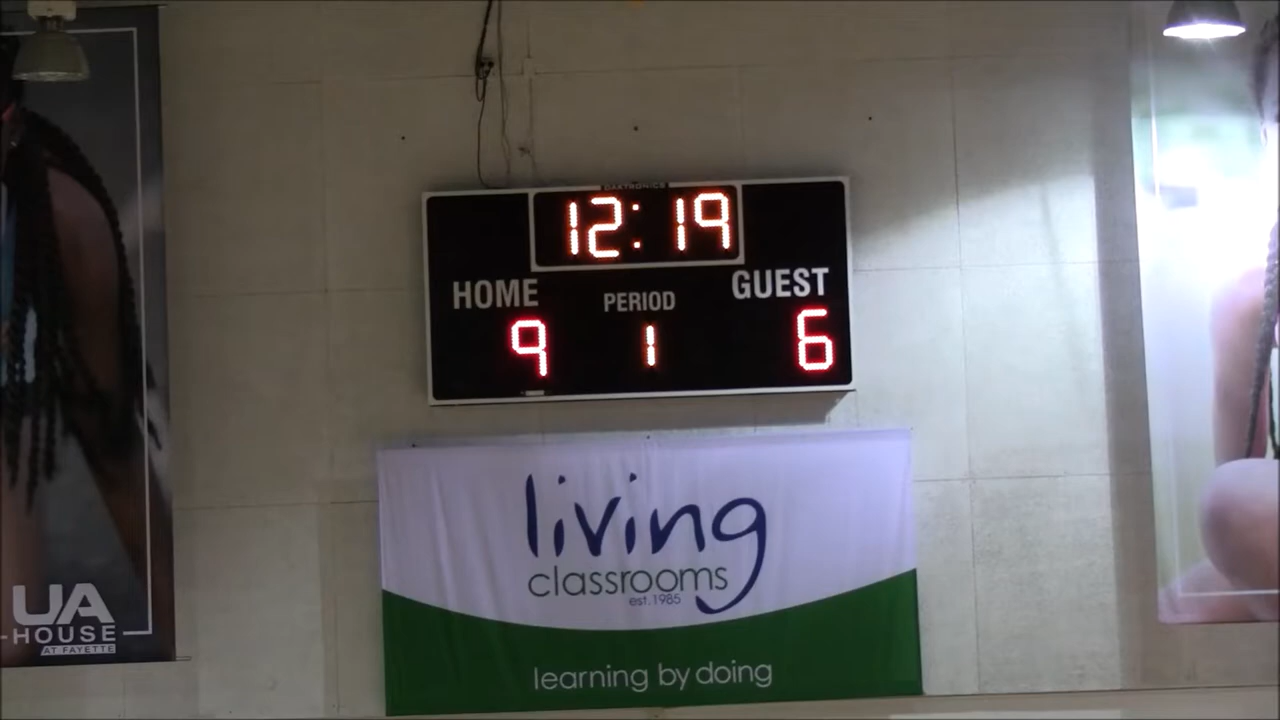 DAKTRONICS
12:19
HOME
PERIOD
GUEST
9
1
6
living
classrooms
est. 1985
learning by doing
UA
HOUSE
AT FAYETTE